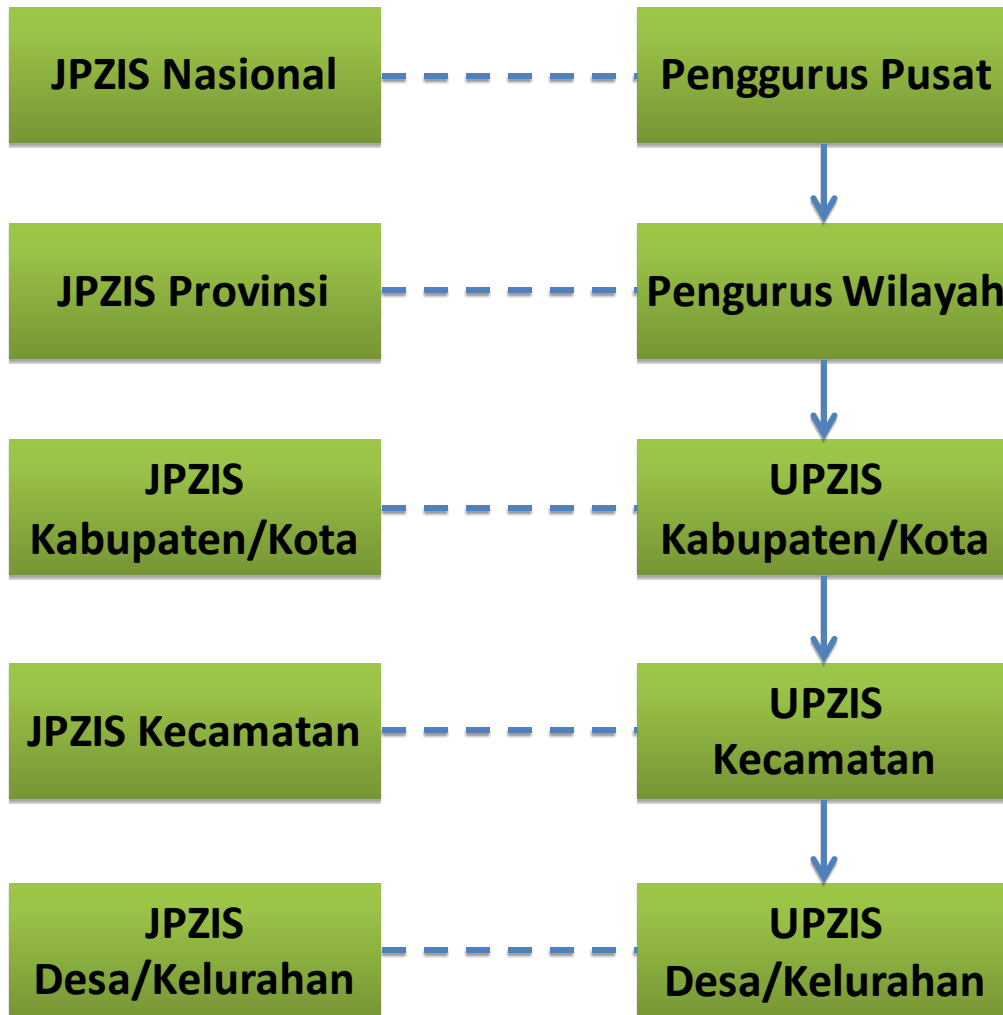 JPZIS Nasional
Penggurus Pusat
JPZIS Provinsi
Pengurus Wilayah
JPZIS
Kabupaten/Kota
UPZIS
Kabupaten/Kota
JPZIS Kecamatan
UPZIS
Kecamatan
JPZIS
Desa/Kelurahan
UPZIS
Desa/Kelurahan